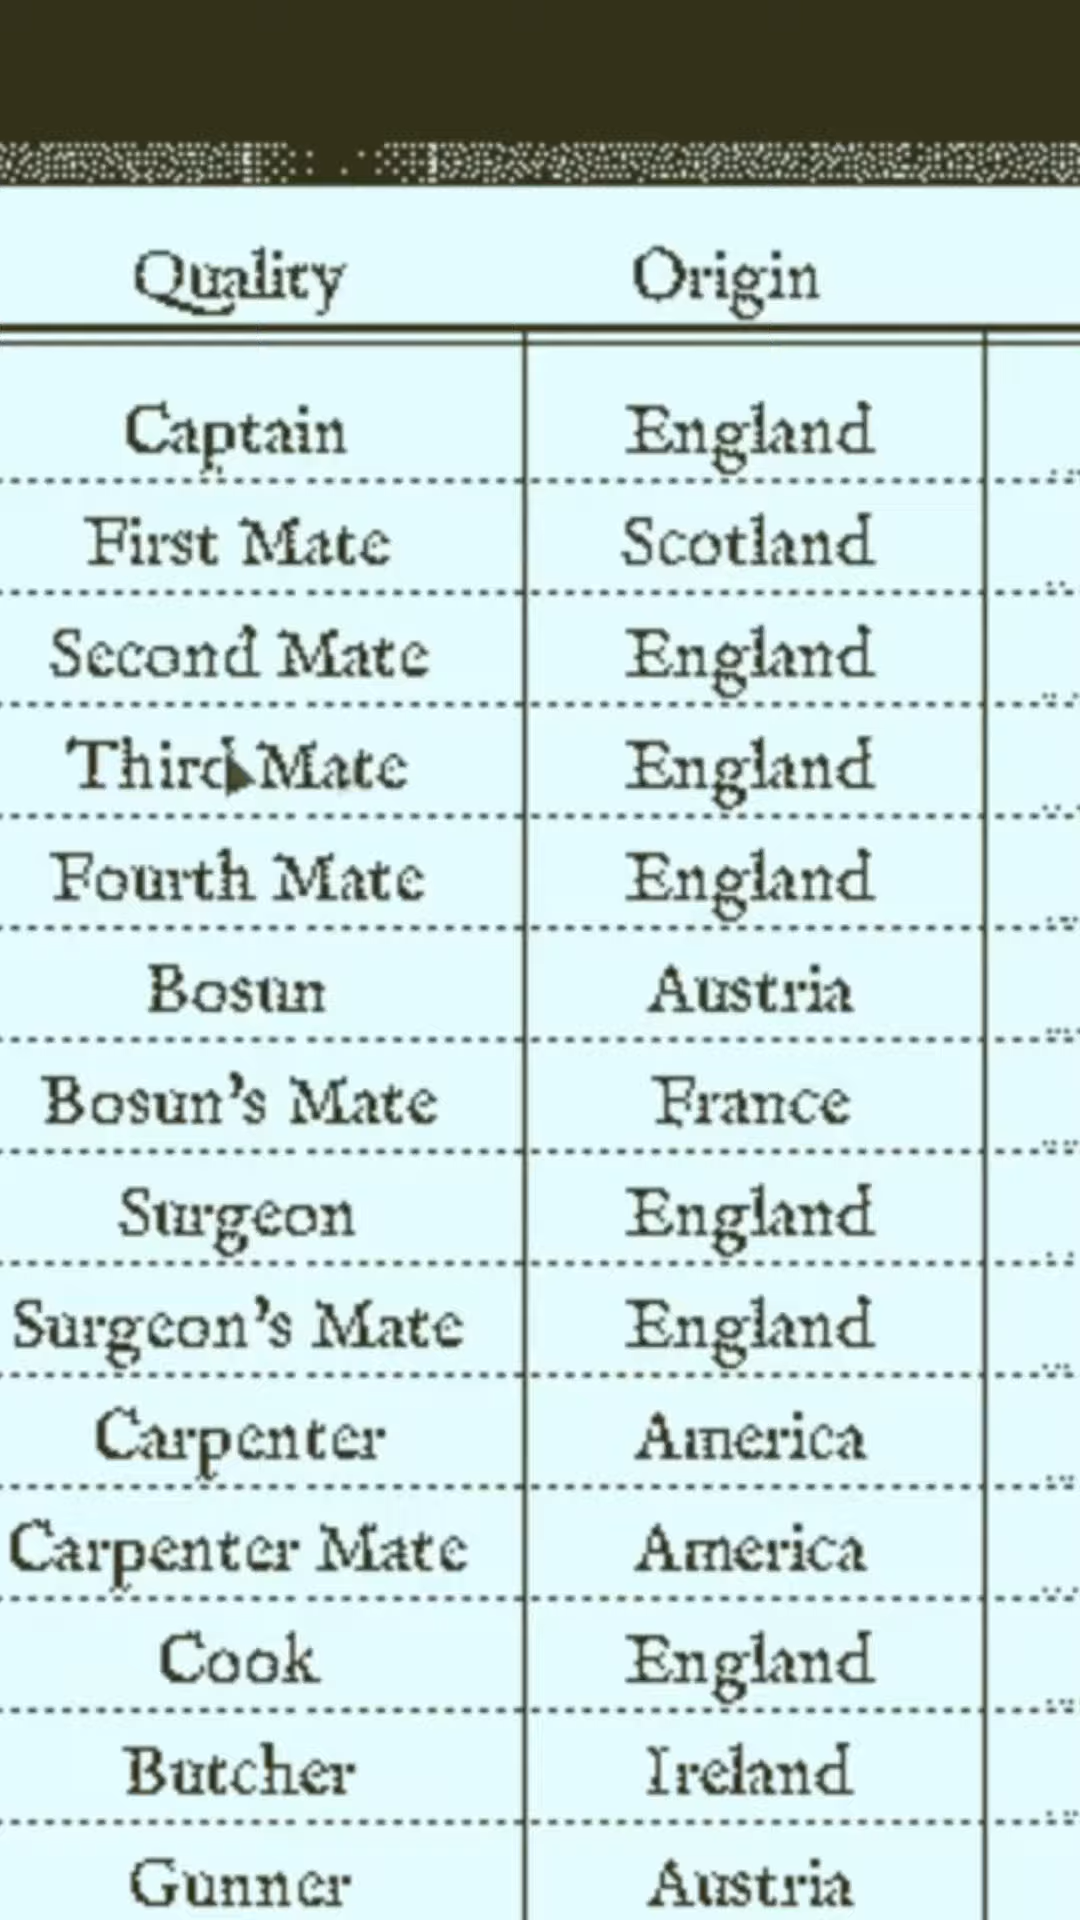 Quality Origin
Captain England
First Mate Scotland
Second Mate England
Third Mate England
Fourth Mate England
Bosun Austria
Bosun's Mate France
Surgeon England
Surgeon's Mate England
Carpenter America
Carpenter Mate America
Cook England
Butcher Ireland
Gunner Austria